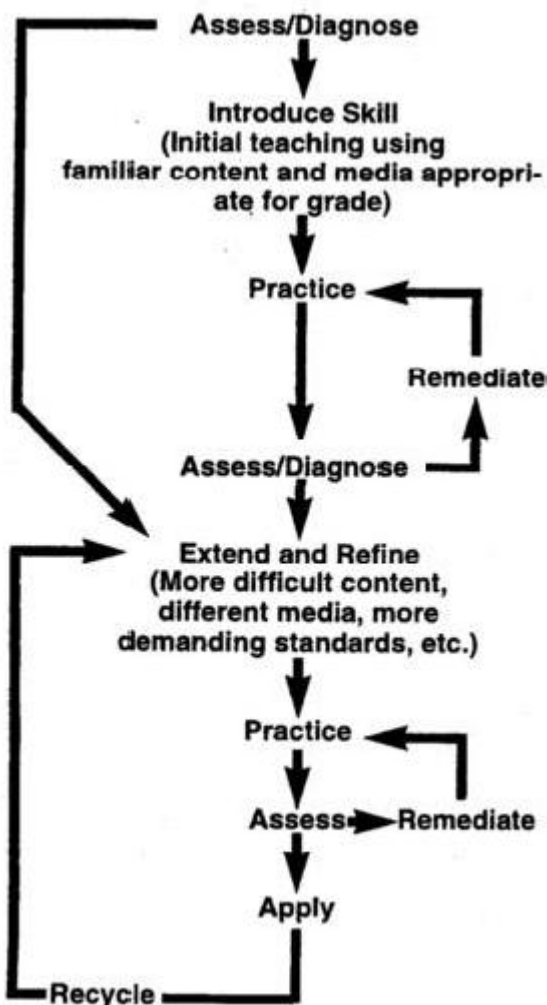 Assess/Diagnose
Introduce Skill
(Initial teaching using
familiar content and media appropri-
ate for grade)
Practice
Remediate
Assess/Diagnose
Extend and Refine
(More difficult content,
different media, more
demanding standards, etc.)
Practice
Assess
Remediate
Apply
Recycle